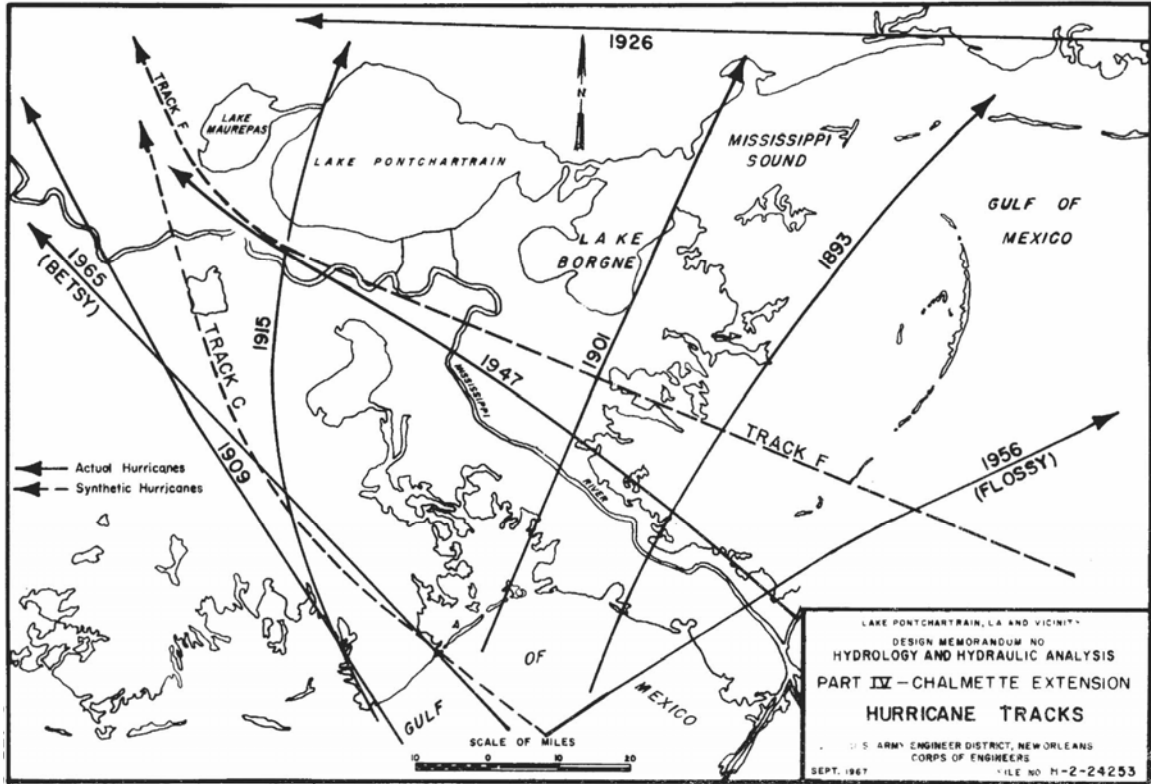 1926
TRACK F
LAKE
MAUREPAS
LAKE PONTCHARTRAIN
N
MISSISSIPPI
SOUND
GULF OF
MEXICO
LAKE
BORGNE
1965
(BETSY)
1893
1915
TRACK C
1901
1947
MISSISSIPPI
RIVER
TRACK F
1909
1956
(FLOSSY)
Actual Hurricanes
Synthetic Hurricanes
GULF
OF
MEXICO
SCALE OF MILES
10 0 10 20
LAKE PONTCHARTRAIN, LA AND VICINITY
DESIGN MEMORANDUM NO
HYDROLOGY AND HYDRAULIC ANALYSIS
PART IV - CHALMETTE EXTENSION
HURRICANE TRACKS
U S ARMY ENGINEER DISTRICT, NEW ORLEANS
CORPS OF ENGINEERS
SEPT. 1967 FILE NO. H-2-24253